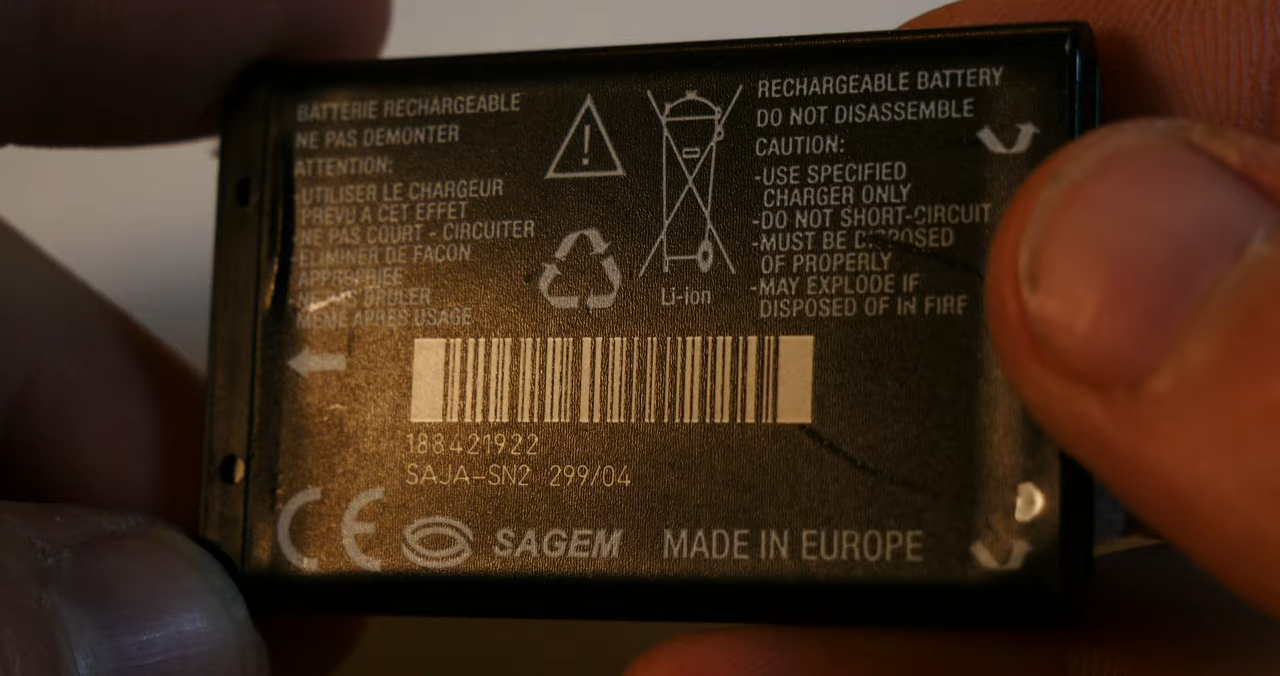 BATTERIE RECHARGEABLE
NE PAS DEMONTER
ATTENTION:
-UTILISER LE CHARGEUR
PREVU A CET EFFET
-NE PAS COURT - CIRCUITER
-ELIMINER DE FACON
APPROPRIEE
-NE PAS BRULER
MEME APRES USAGE
Li-ion
RECHARGEABLE BATTERY
DO NOT DISASSEMBLE
CAUTION:
-USE SPECIFIED
CHARGER ONLY
-DO NOT SHORT-CIRCUIT
-MUST BE DISPOSED
OF PROPERLY
-MAY EXPLODE IF
DISPOSED OF IN FIRE
188421922
SAJA-SN2 299/04
CE SAGEM MADE IN EUROPE